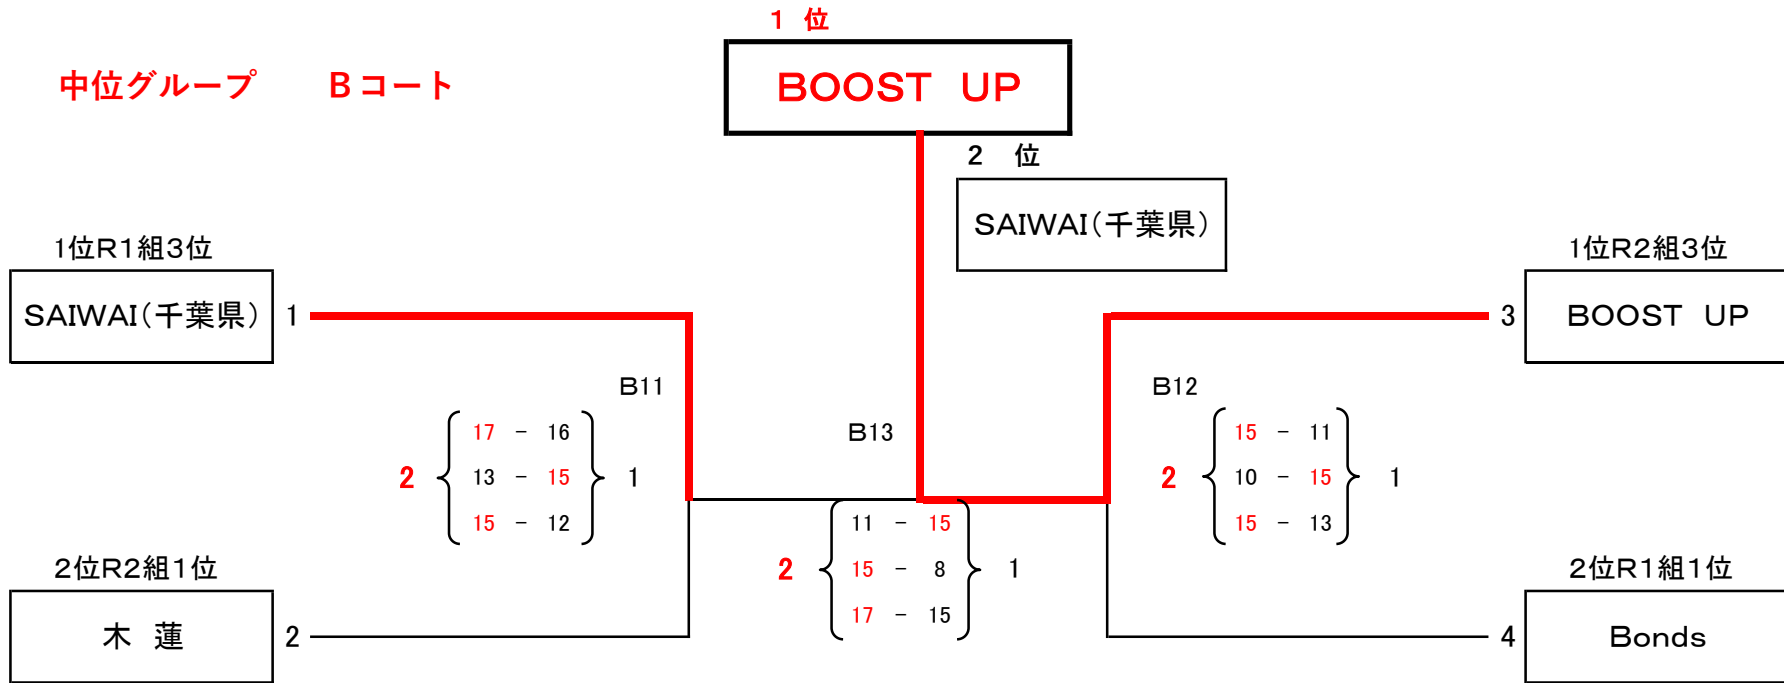 １ 位
中位グループ Ｂコート
ＢＯＯＳＴ ＵＰ
２ 位
SAIWAI(千葉県)
1位Ｒ１組３位
1位Ｒ２組３位
SAIWAI(千葉県) 1
3 ＢＯＯＳＴ ＵＰ
Ｂ11
Ｂ12
Ｂ13
17 － 16
2 13 － 15 1
15 － 12
15 － 11
2 10 － 15 1
15 － 13
11 － 15
2 15 － 8 1
17 － 15
２位Ｒ２組１位
２位Ｒ１組１位
木 蓮 2
4 Ｂｏｎｄｓ